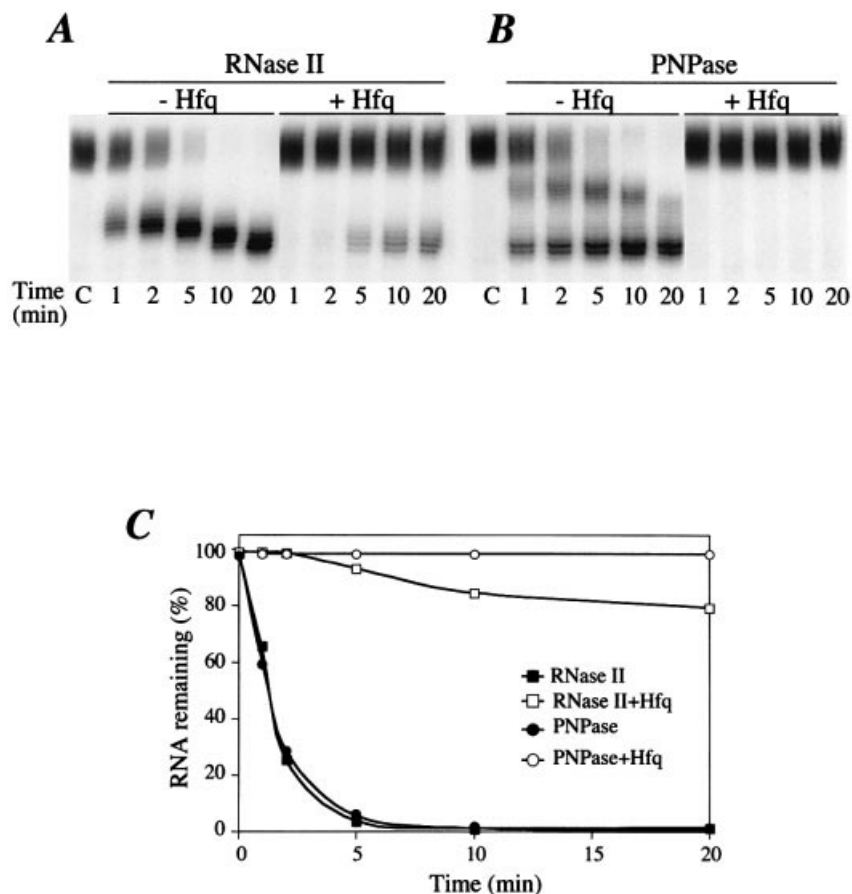 A
B
RNase II
PNPase
- Hfq
+ Hfq
- Hfq
+ Hfq
Time (min)
C 1 2 5 10 20 1 2 5 10 20 C 1 2 5 10 20 1 2 5 10 20
C
RNA remaining (%)
100
80
60
40
20
0
RNase II
RNase II+Hfq
PNPase
PNPase+Hfq
0 5 10 15 20
Time (min)